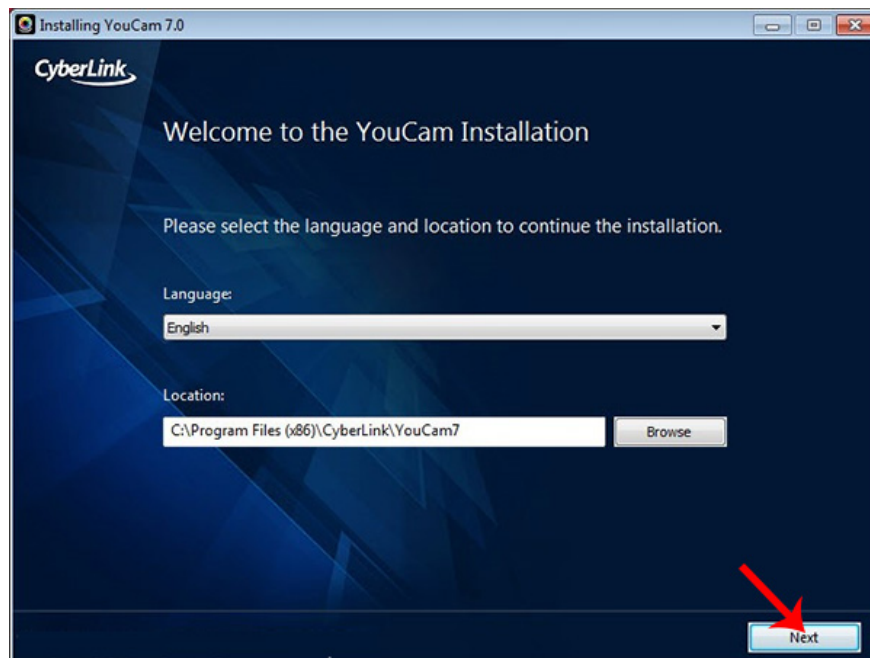 Installing YouCam 7.0
CyberLink
Welcome to the YouCam Installation
Please select the language and location to continue the installation.
Language:
English
Location:
C:\Program Files (x86)\CyberLink\YouCam7
Browse
Next